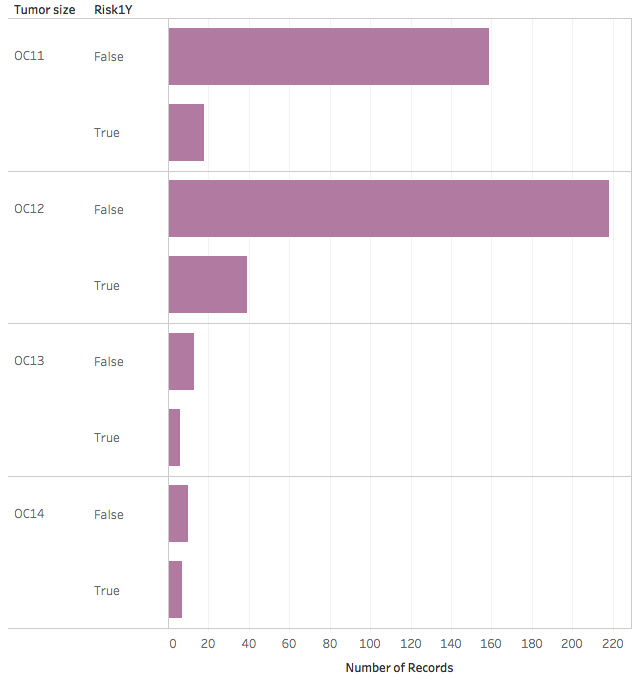 Tumor size Risk1Y
OC11 False
True
OC12 False
True
OC13 False
True
OC14 False
True
0 20 40 60 80 100 120 140 160 180 200 220
Number of Records